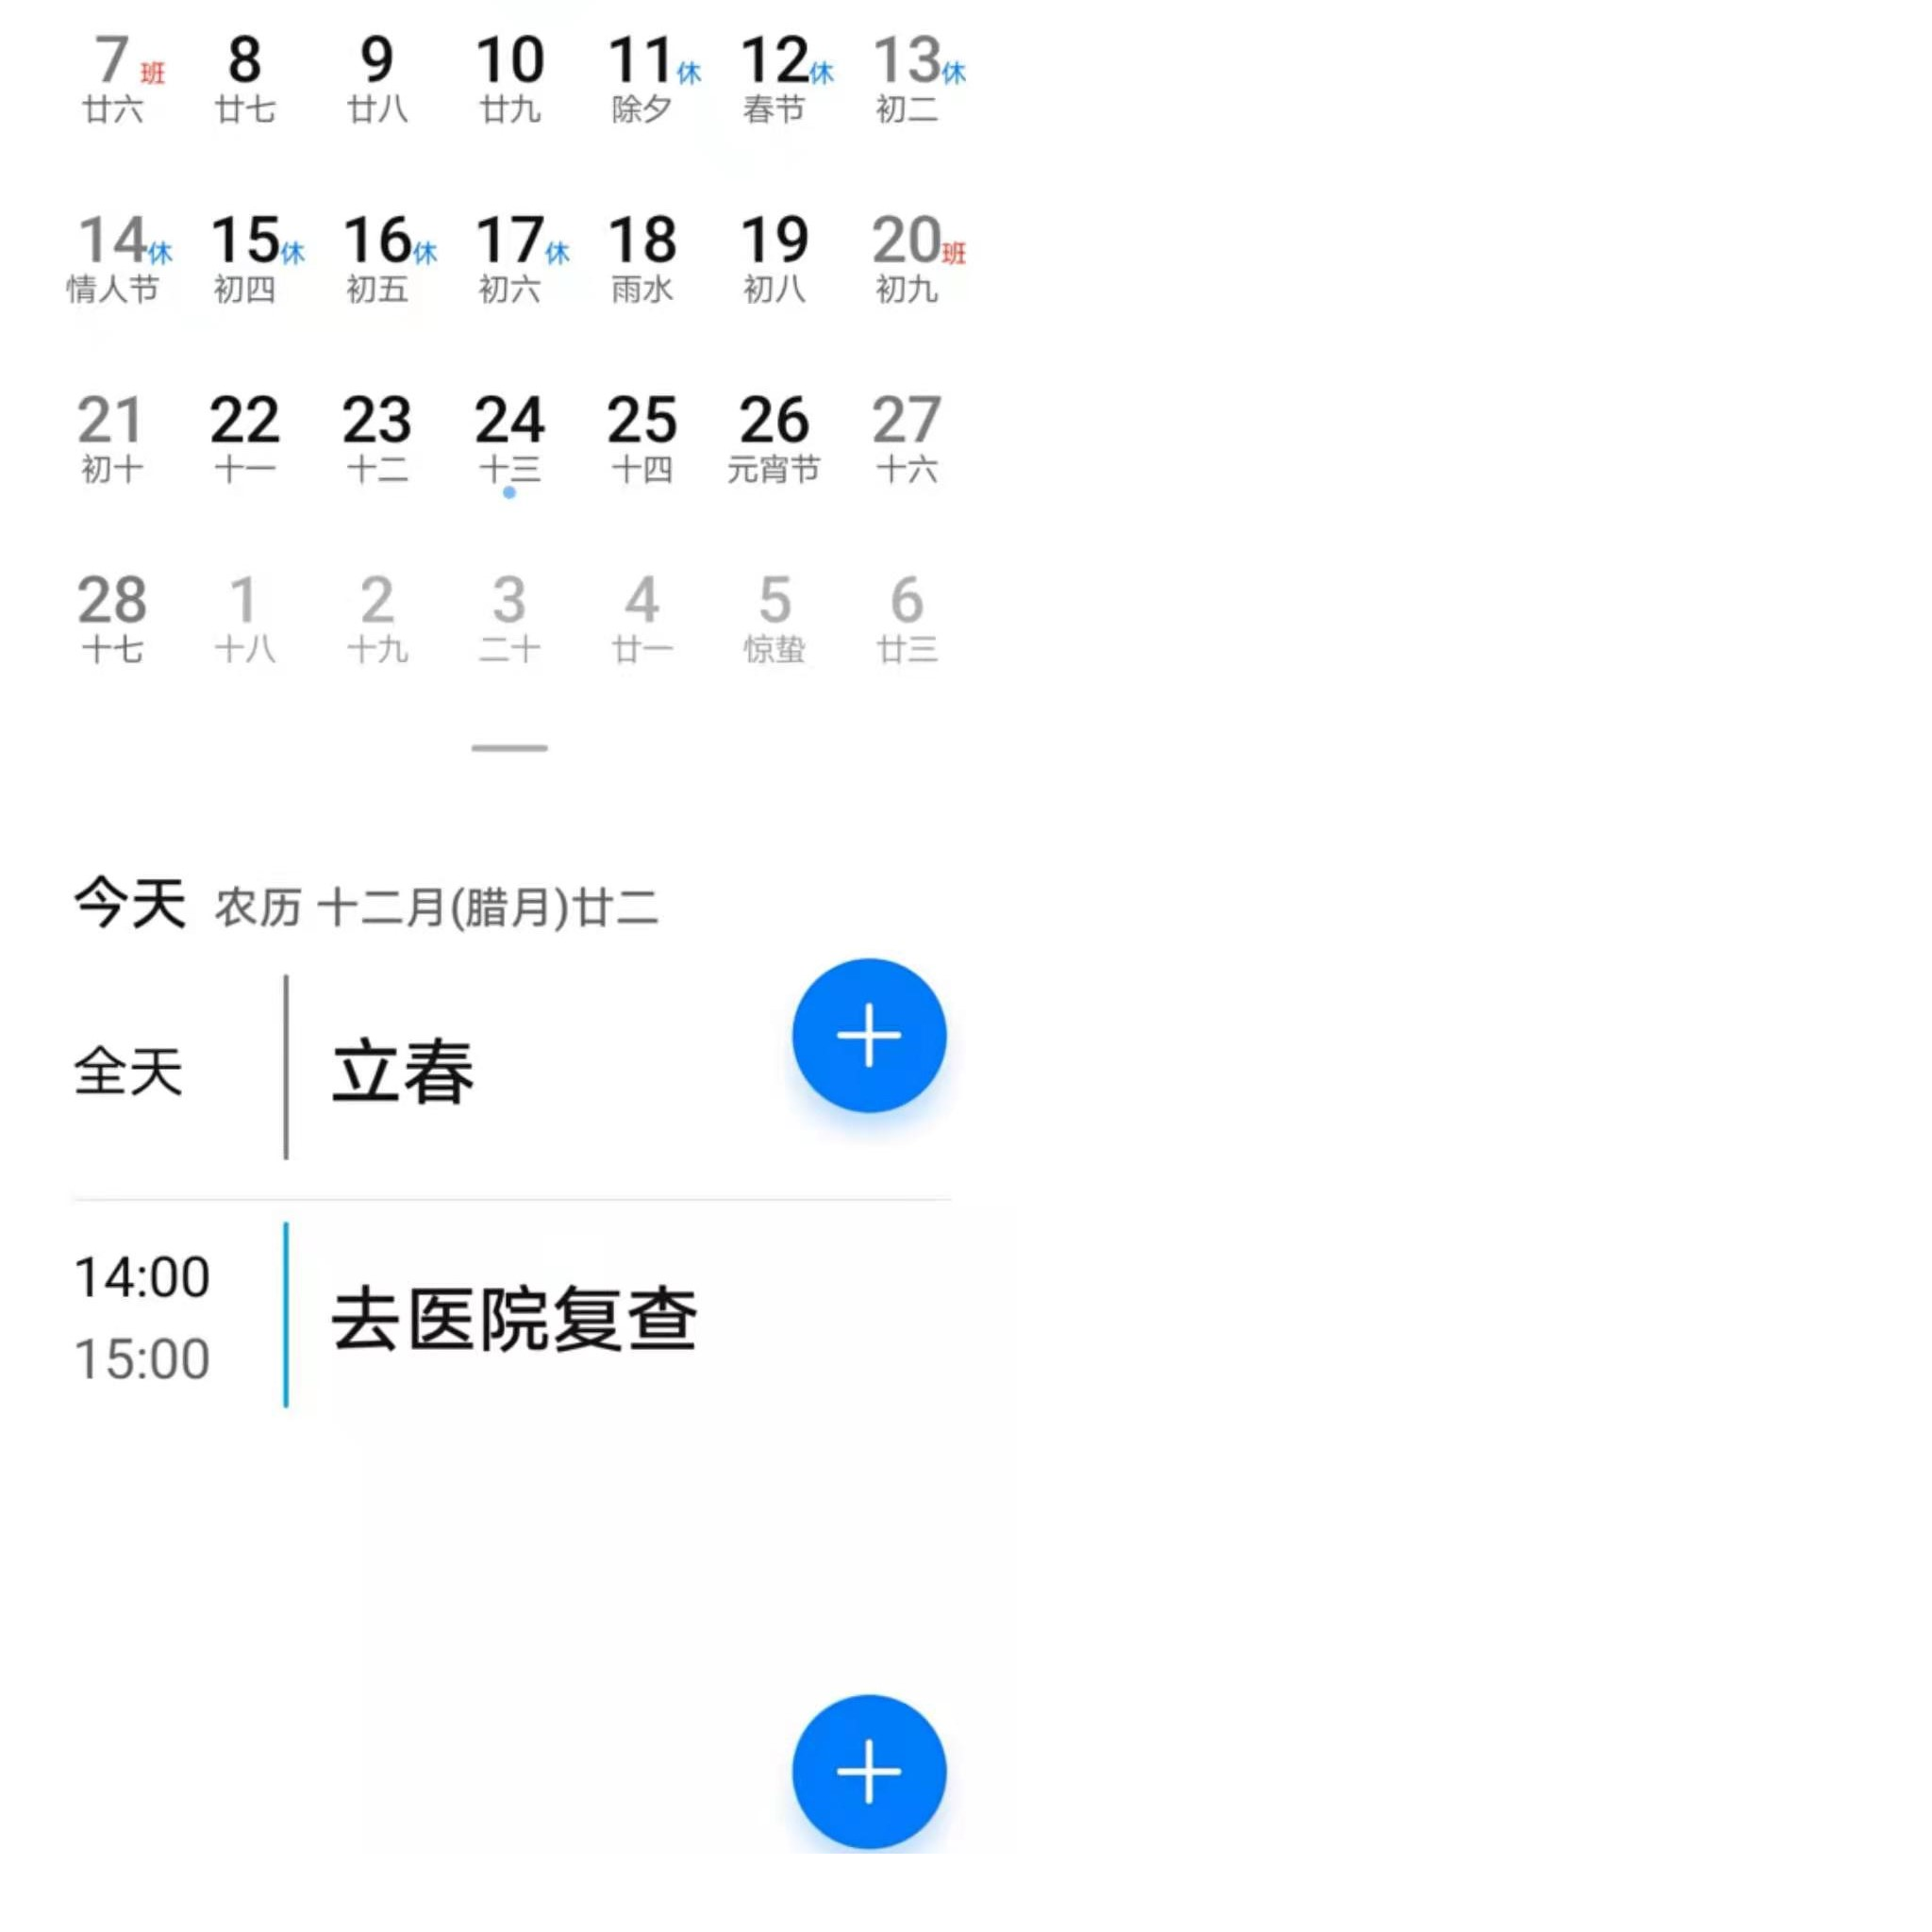 7 班 8 9 10 11 休 12 休 13 休
廿六 廿七 廿八 廿九 除夕 春节 初二
14 休 15 休 16 休 17 休 18 19 20 班
情人节 初四 初五 初六 雨水 初八 初九
21 22 23 24 25 26 27
初十 十一 十二 十三 十四 元宵节 十六
28 1 2 3 4 5 6
十七 十八 十九 二十 廿一 惊蛰 廿三
今天 农历 十二月(腊月)廿二
全天 立春
14:00
去医院复查
15:00